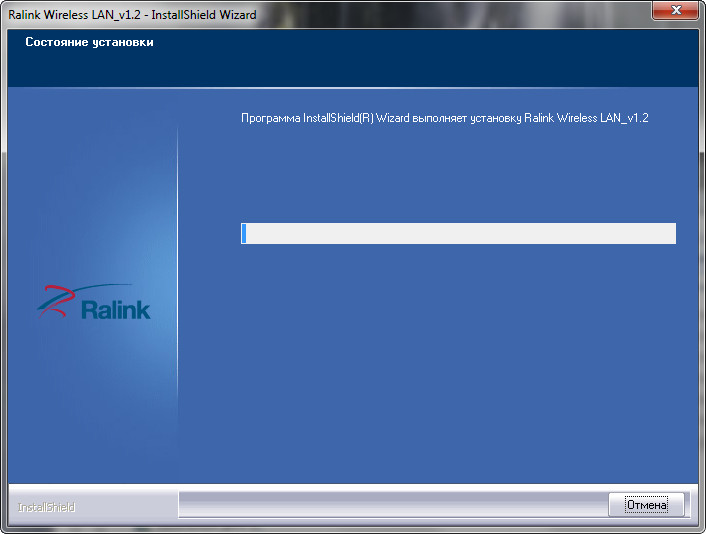 Ralink Wireless LAN_v1.2 - InstallShield Wizard
Состояние установки
Программа InstallShield(R) Wizard выполняет установку Ralink Wireless LAN_v1.2
Ralink
InstallShield
Отмена